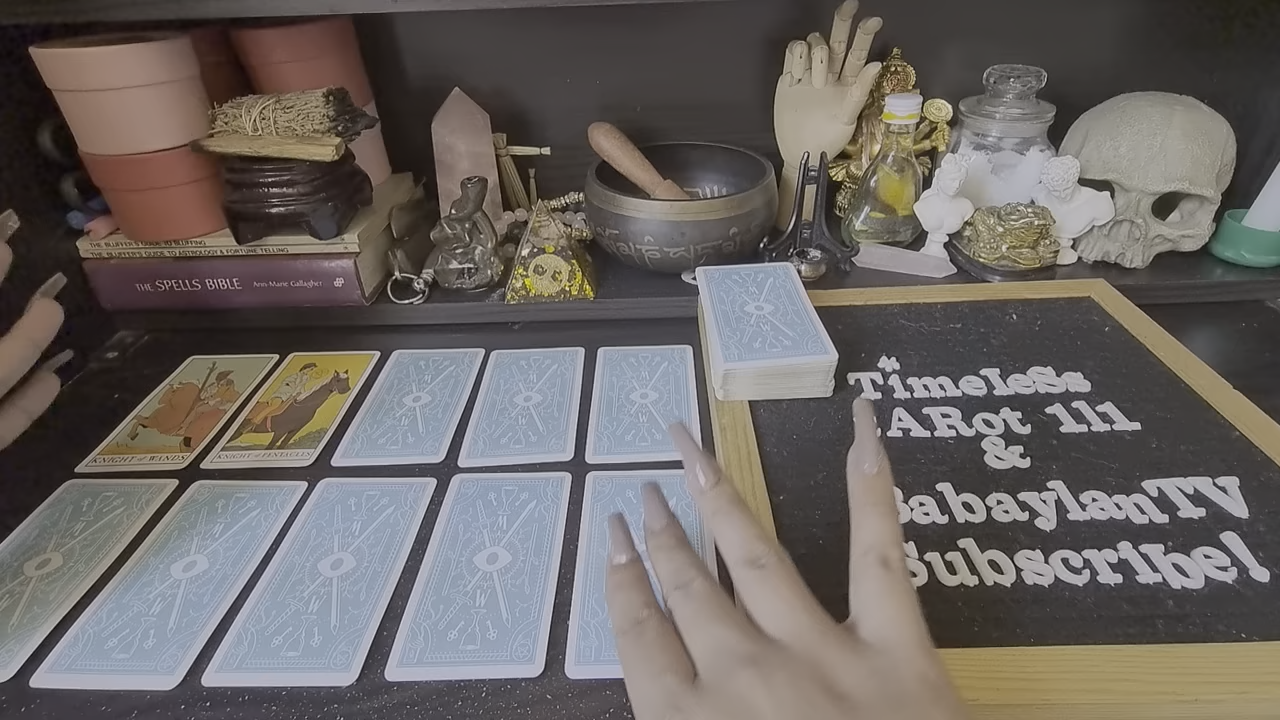 THE BLUFFER'S GUIDE TO BLUFFING
THE BLUFFER'S GUIDE TO ASTROLOGY & FORTUNE TELLING
THE SPELLS BIBLE Ann-Marie Gallagher
KNIGHT of WANDS
KNIGHT of PENTACLES
TimeleSs
TARot 111
&
BabaylanTV
Subscribe!